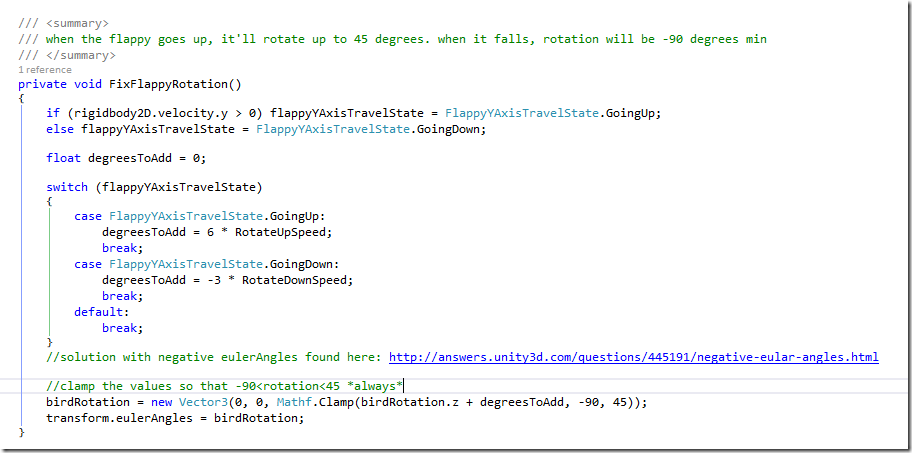 /// <summary>
/// when the flappy goes up, it'll rotate up to 45 degrees. when it falls, rotation will be -90 degrees min
/// </summary>
1 reference
private void FixFlappyRotation()
{
    if (rigidbody2D.velocity.y > 0) flappyYAxisTravelState = FlappyYAxisTravelState.GoingUp;
    else flappyYAxisTravelState = FlappyYAxisTravelState.GoingDown;

    float degreesToAdd = 0;

    switch (flappyYAxisTravelState)
    {
        case FlappyYAxisTravelState.GoingUp:
            degreesToAdd = 6 * RotateUpSpeed;
            break;
        case FlappyYAxisTravelState.GoingDown:
            degreesToAdd = -3 * RotateDownSpeed;
            break;
        default:
            break;
    }
    //solution with negative eulerAngles found here: http://answers.unity3d.com/questions/445191/negative-eular-angles.html

    //clamp the values so that -90<rotation<45 *always*
    birdRotation = new Vector3(0, 0, Mathf.Clamp(birdRotation.z + degreesToAdd, -90, 45));
    transform.eulerAngles = birdRotation;
}